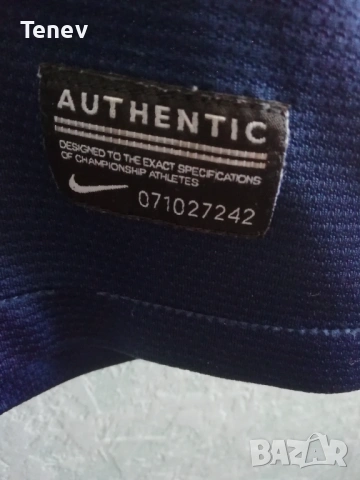 Tenev
AUTHENTIC
DESIGNED TO THE EXACT SPECIFICATIONS
OF CHAMPIONSHIP ATHLETES
071027242
BAZAR